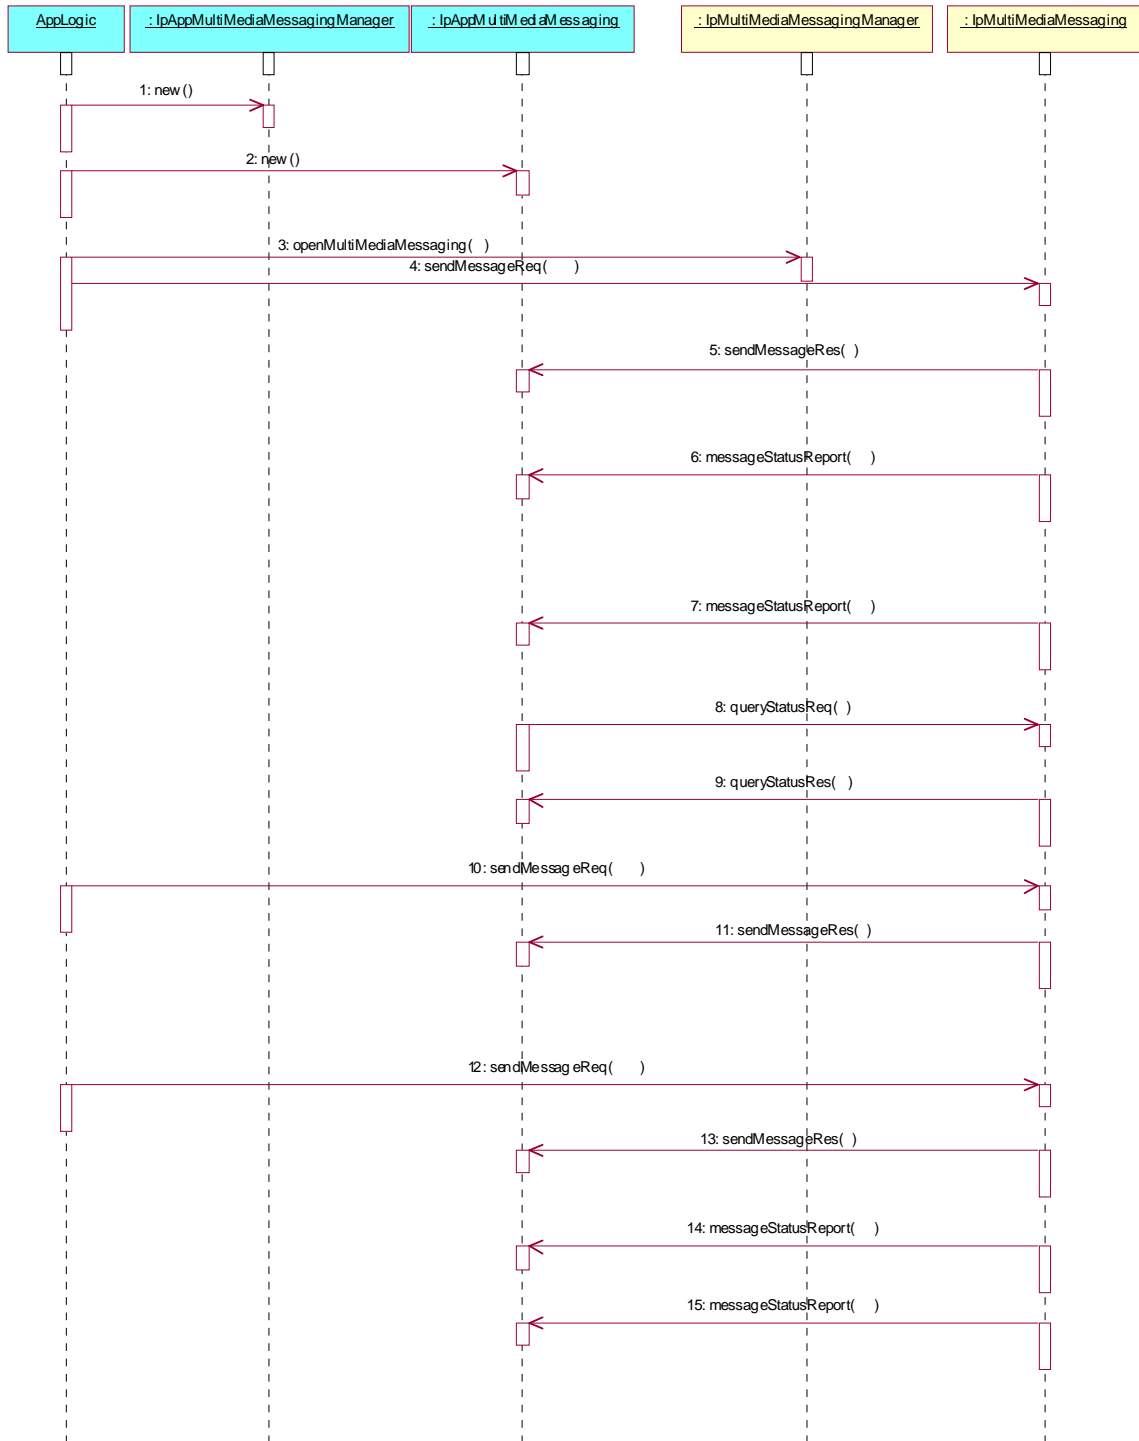 AppLogic
: IpAppMultiMediaMessagingManager
: IpAppMultiMediaMessaging
: IpMultiMediaMessagingManager
: IpMultiMediaMessaging
1: new()
2: new()
3: openMultiMediaMessaging( )
4: sendMessageReq( )
5: sendMessageRes( )
6: messageStatusReport( )
7: messageStatusReport( )
8: queryStatusReq( )
9: queryStatusRes( )
10: sendMessageReq( )
11: sendMessageRes( )
12: sendMessageReq( )
13: sendMessageRes( )
14: messageStatusReport( )
15: messageStatusReport( )